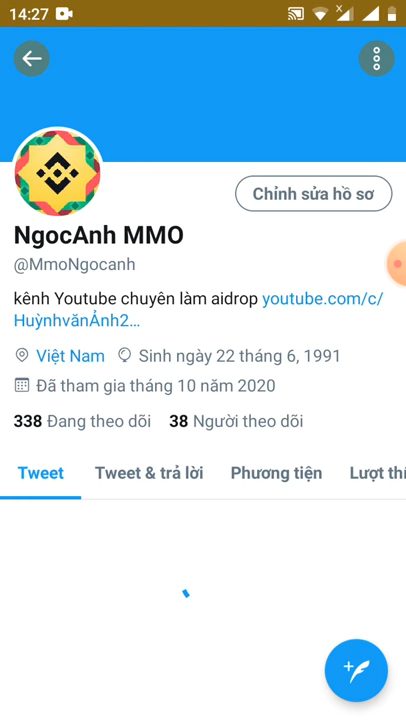 14:27
Chỉnh sửa hồ sơ
NgocAnh MMO
@MmoNgocanh
kênh Youtube chuyên làm aidrop youtube.com/c/
HuỳnhvănẢnh2...
Việt Nam Sinh ngày 22 tháng 6, 1991
Đã tham gia tháng 10 năm 2020
338 Đang theo dõi 38 Người theo dõi
Tweet Tweet & trả lời Phương tiện Lượt thí